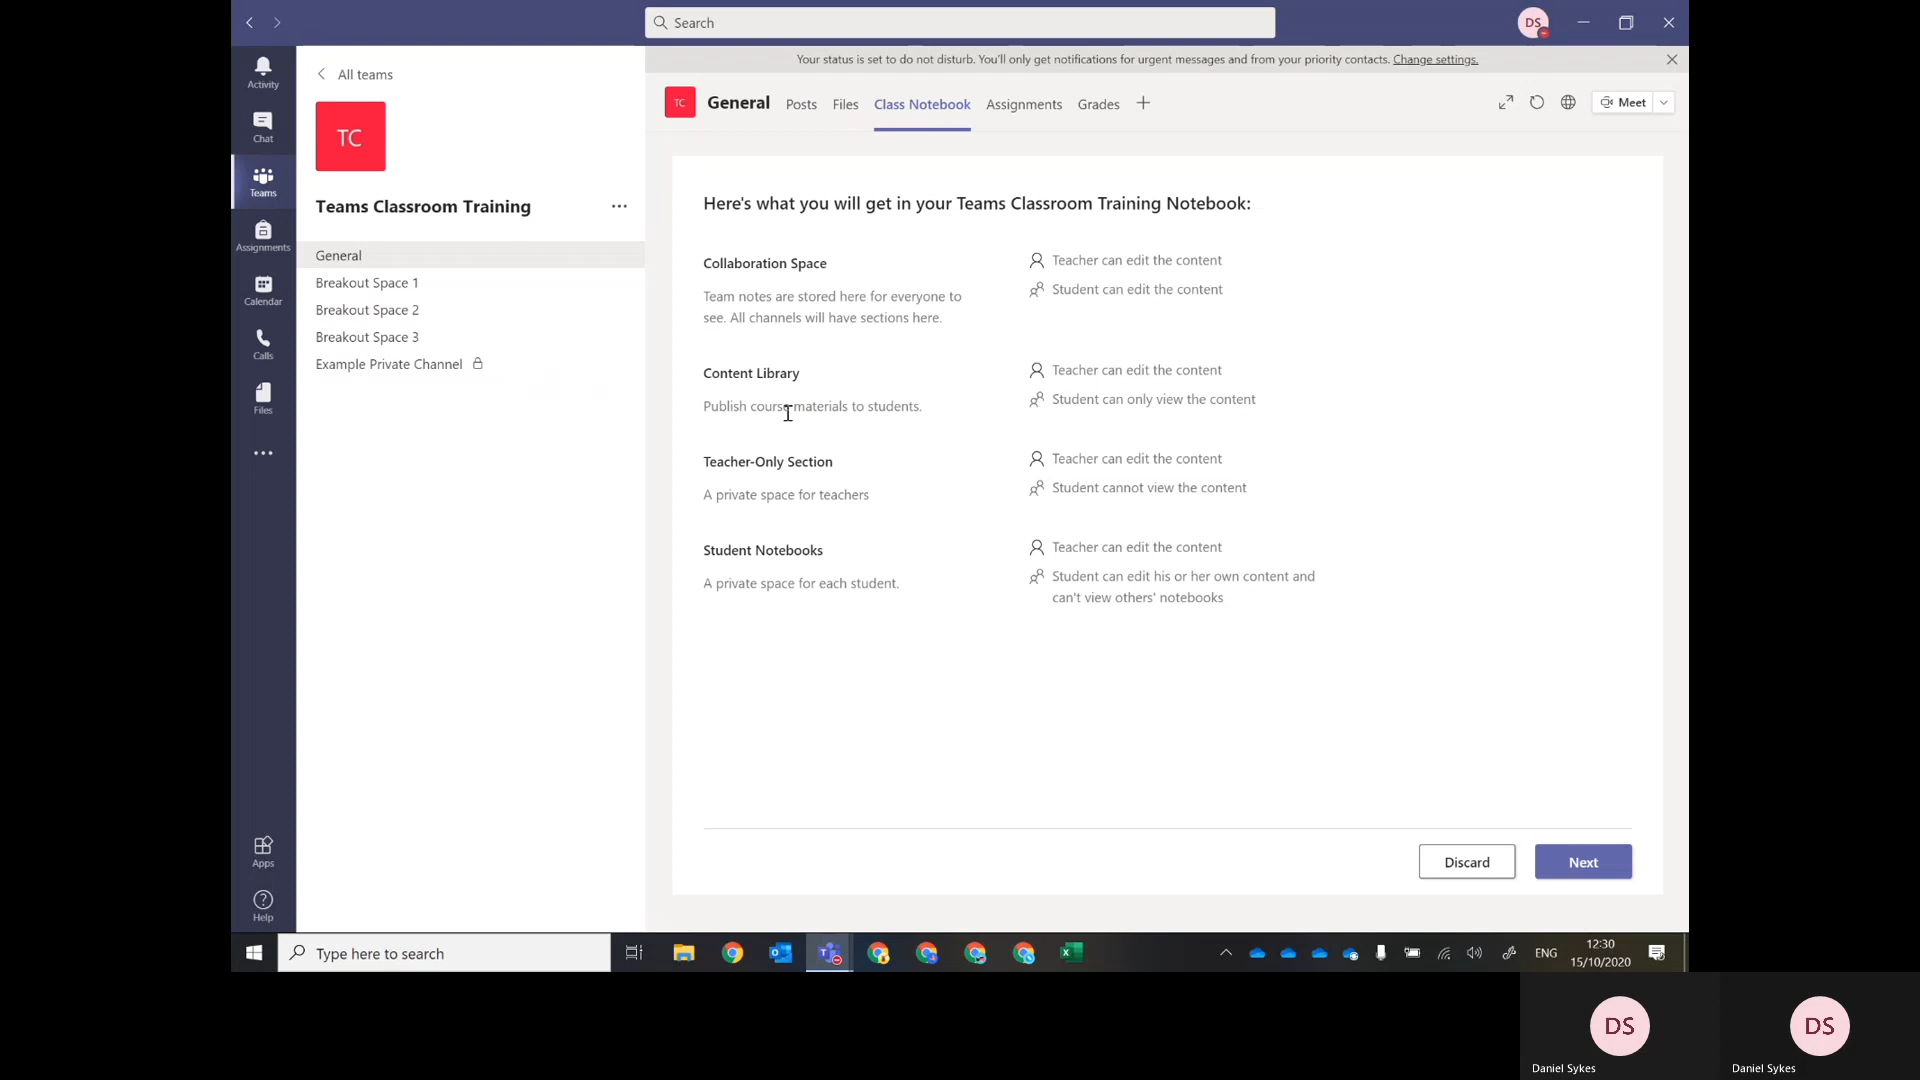 Search
DS
Your status is set to do not disturb. You'll only get notifications for urgent messages and from your priority contacts. Change settings.
Activity
Chat
Teams
Assignments
Calendar
Calls
Files
Apps
Help
All teams
TC
Teams Classroom Training
General
Breakout Space 1
Breakout Space 2
Breakout Space 3
Example Private Channel
TC
General
Posts
Files
Class Notebook
Assignments
Grades
Meet
Here's what you will get in your Teams Classroom Training Notebook:
Collaboration Space
Team notes are stored here for everyone to
see. All channels will have sections here.
Teacher can edit the content
Student can edit the content
Content Library
Publish course materials to students.
Teacher can edit the content
Student can only view the content
Teacher-Only Section
A private space for teachers
Teacher can edit the content
Student cannot view the content
Student Notebooks
A private space for each student.
Teacher can edit the content
Student can edit his or her own content and
can't view others' notebooks
Discard
Next
Type here to search
ENG
12:30
15/10/2020
DS
Daniel Sykes
DS
Daniel Sykes